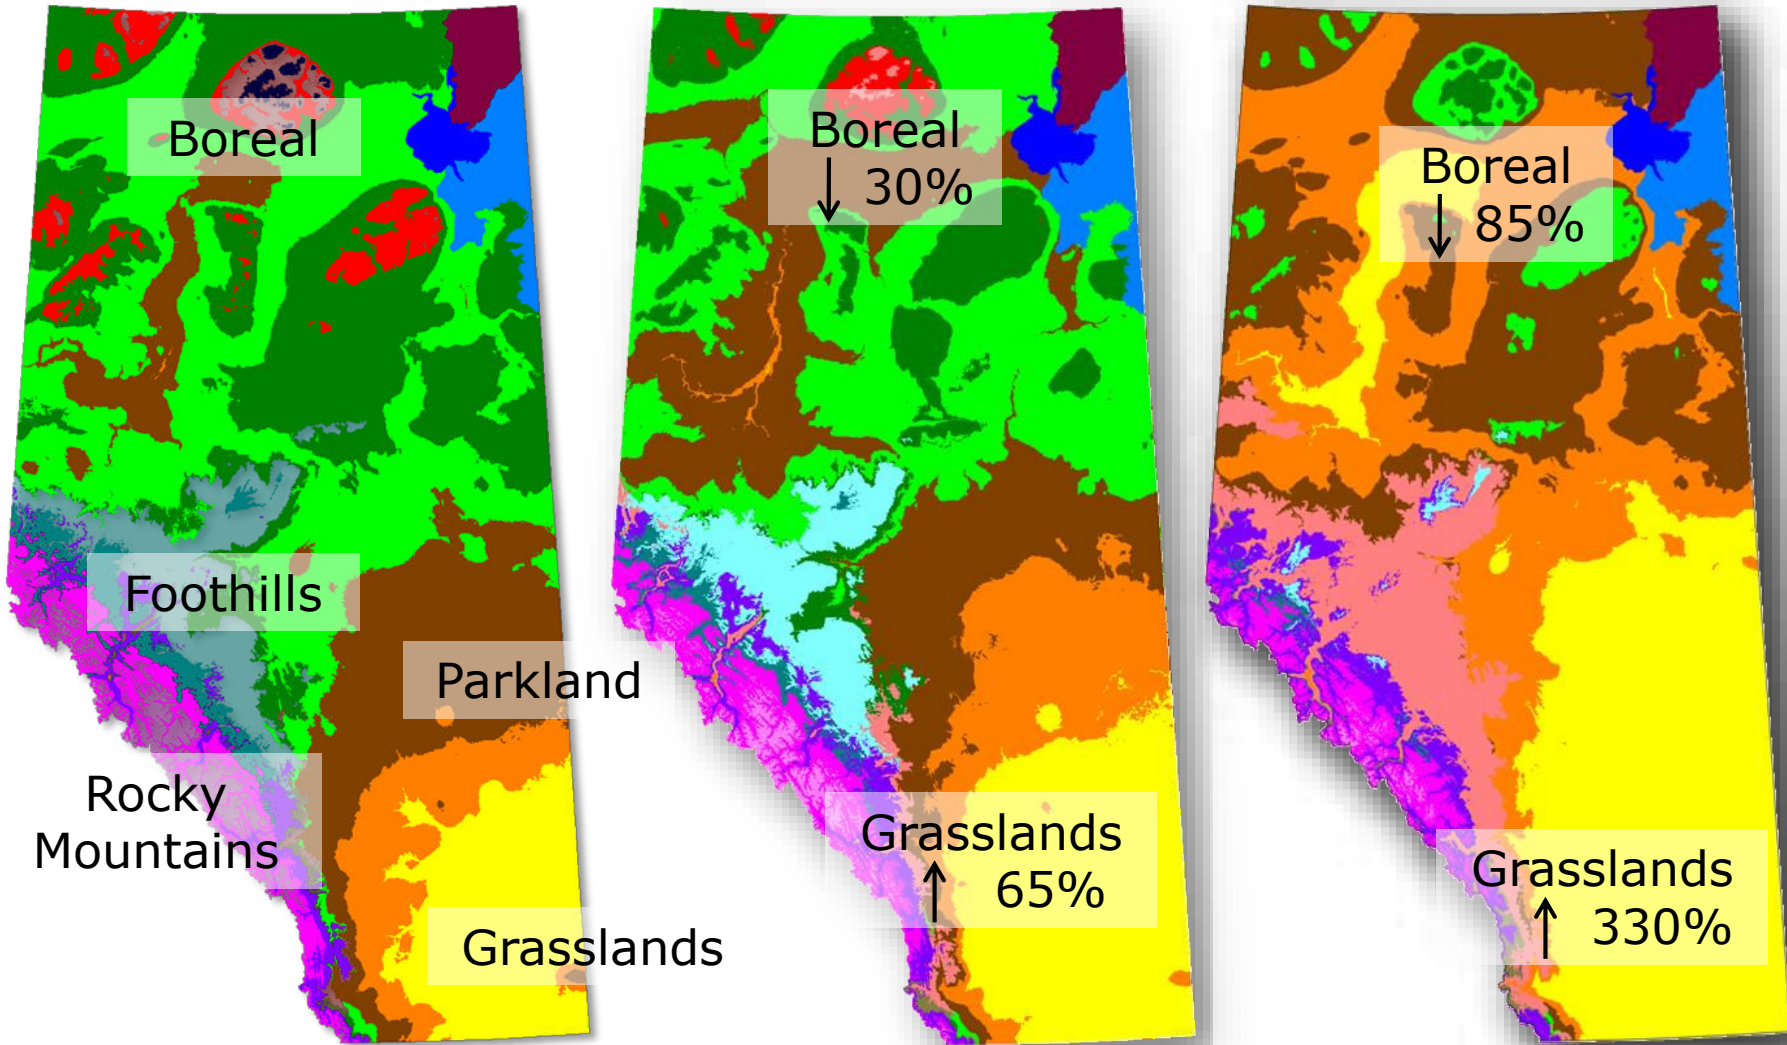 Boreal
Foothills
Parkland
Rocky
Mountains
Grasslands
Boreal
↓ 30%
Grasslands
↑ 65%
Boreal
↓ 85%
Grasslands
↑ 330%